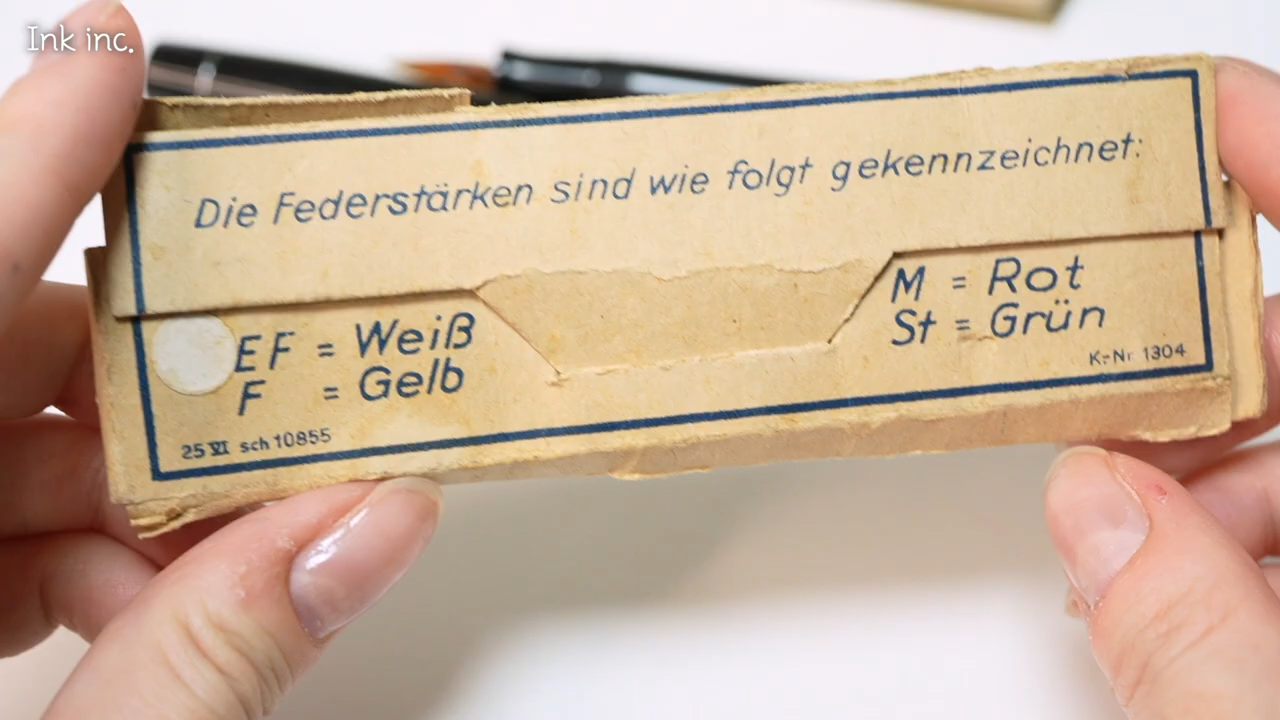 Ink inc.
Die Federstärken sind wie folgt gekennzeichnet:
EF = Weiß
F = Gelb
M = Rot
St = Grün
25 VI sch 10855
K.-Nr 1304